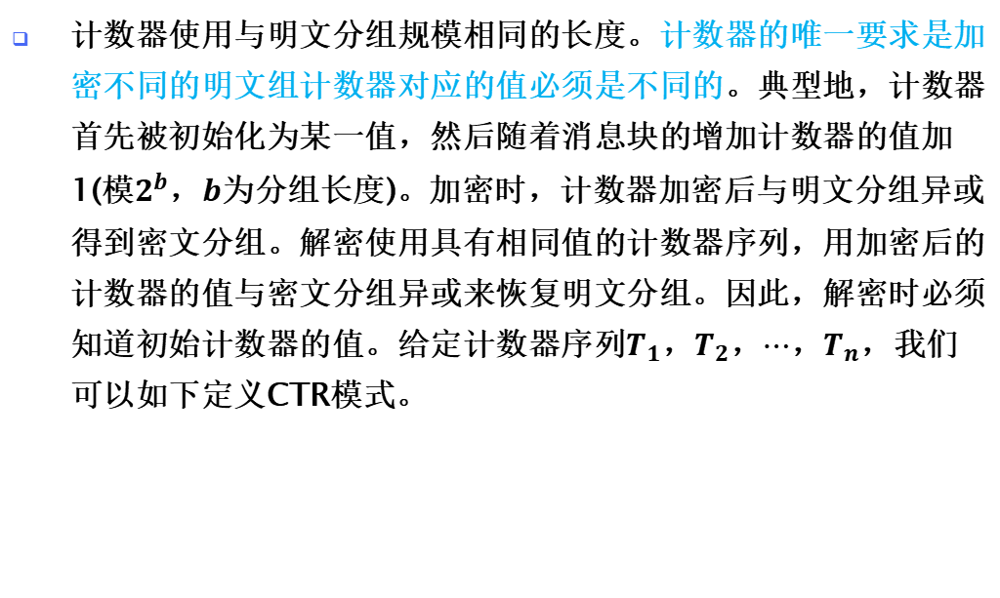 计数器使用与明文分组规模相同的长度。计数器的唯一要求是加
密不同的明文组计数器对应的值必须是不同的。典型地，计数器
首先被初始化为某一值，然后随着消息块的增加计数器的值加
1(模2ᵇ，b为分组长度)。加密时，计数器加密后与明文分组异或
得到密文分组。解密使用具有相同值的计数器序列，用加密后的
计数器的值与密文分组异或来恢复明文分组。因此，解密时必须
知道初始计数器的值。给定计数器序列T₁，T₂，⋯，Tₙ，我们
可以如下定义CTR模式。